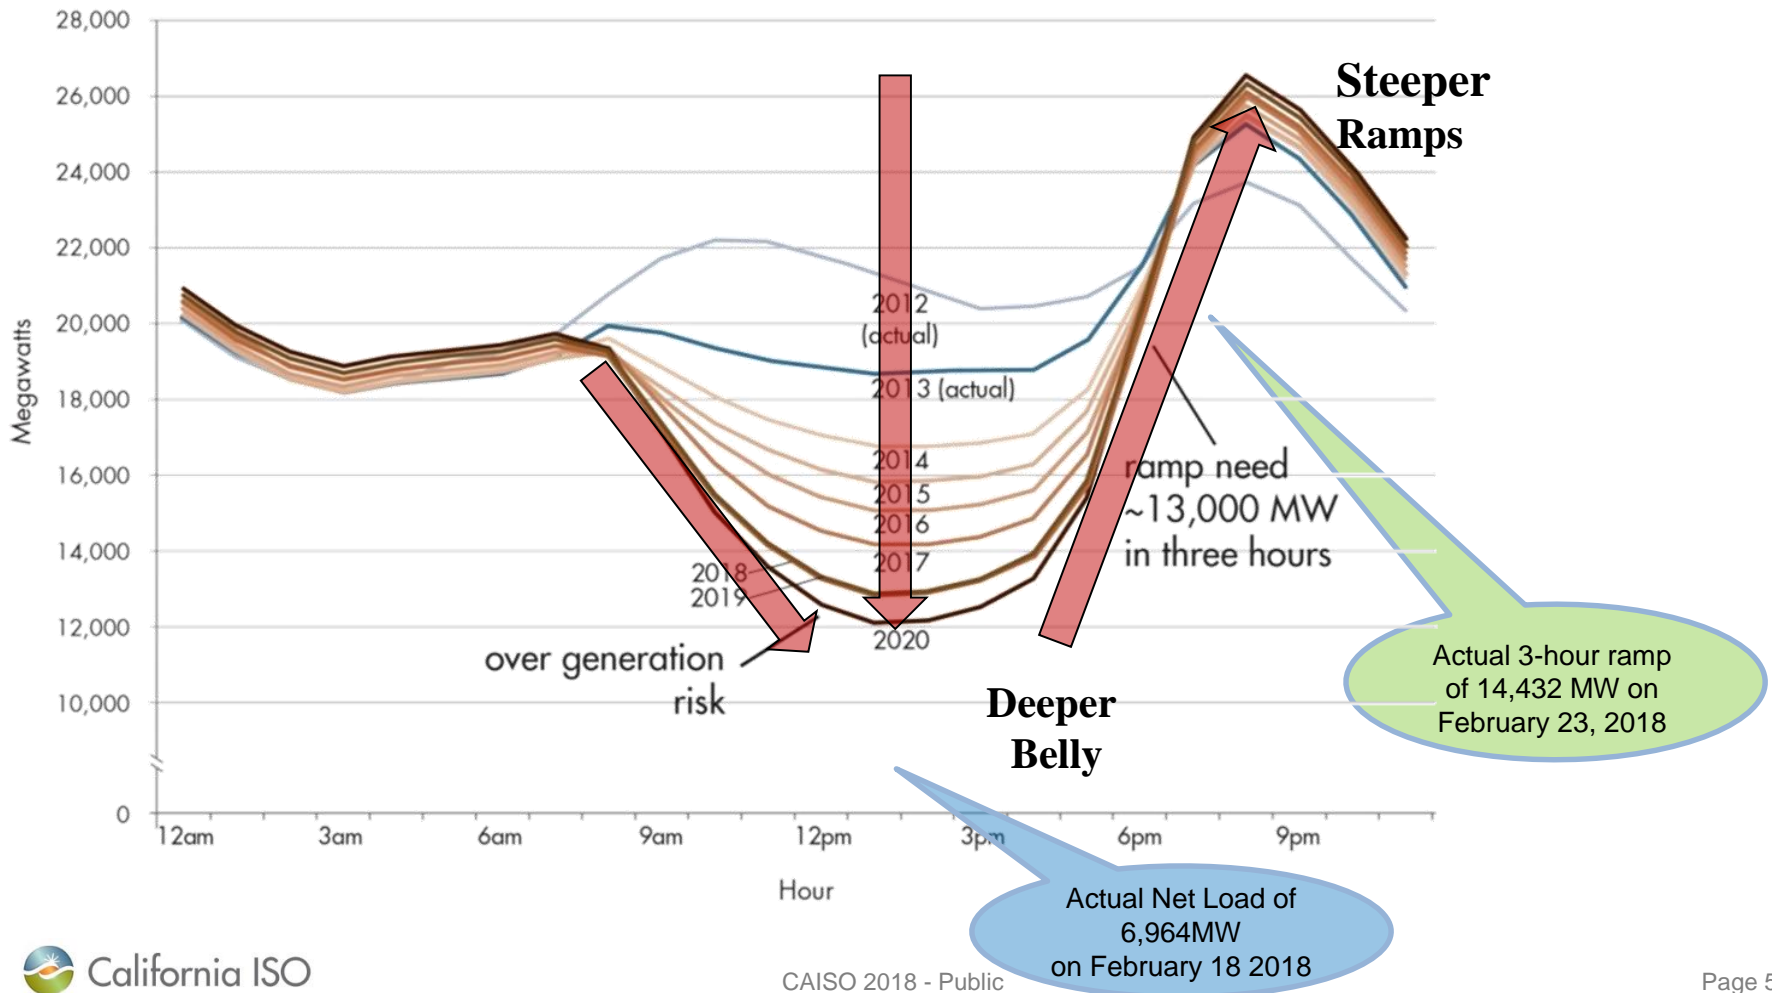 28,000
26,000
24,000
22,000
20,000
18,000
16,000
14,000
12,000
10,000
0
Megawatts
12am
3am
6am
9am
12pm
3pm
6pm
9pm
Hour
Steeper
Ramps
2012
(actual)
2013 (actual)
2014
2015
2016
2017
2018
2019
2020
ramp need
~13,000 MW
in three hours
over generation
risk
Deeper
Belly
Actual 3-hour ramp
of 14,432 MW on
February 23, 2018
Actual Net Load of
6,964MW
on February 18 2018
California ISO
CAISO 2018 - Public
Page 5